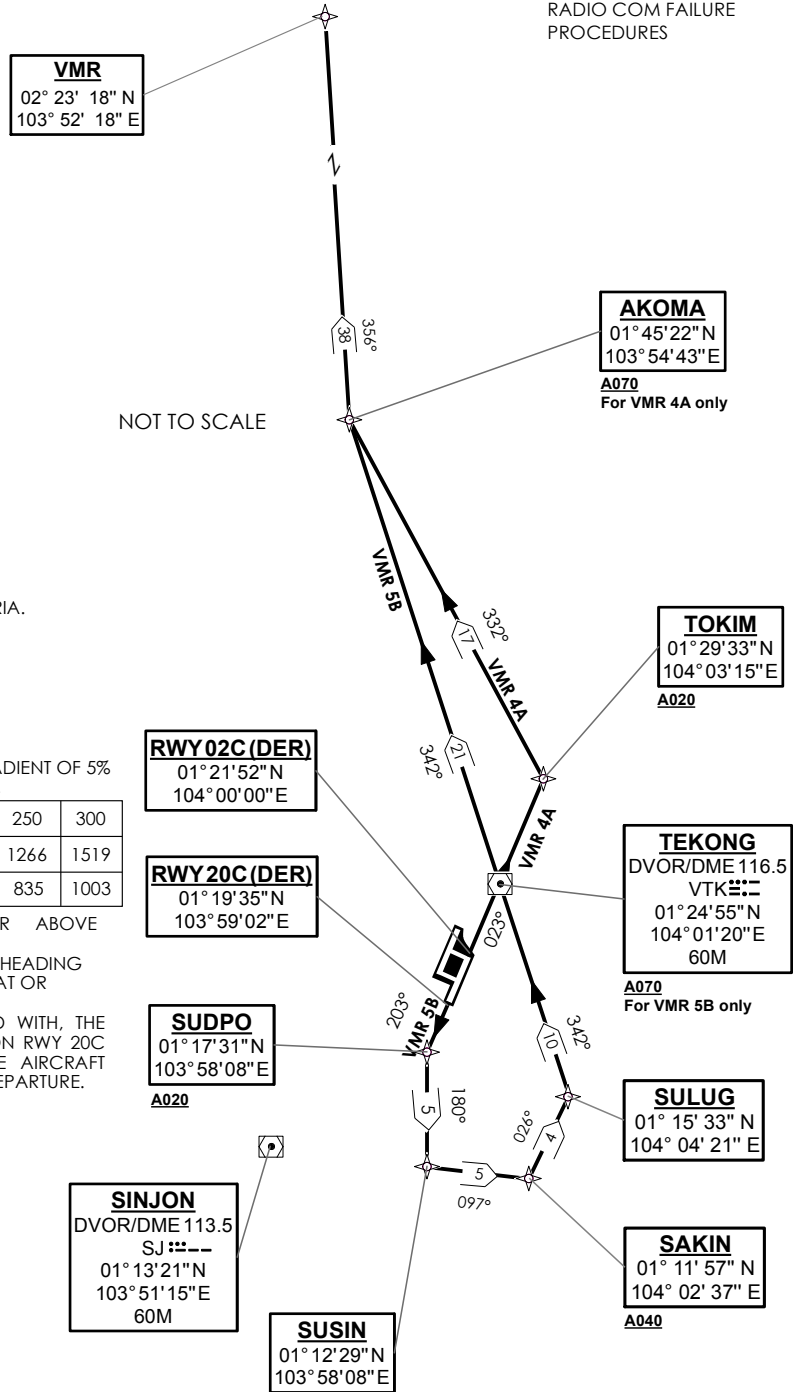 RADIO COM FAILURE
PROCEDURES
VMR
02° 23' 18" N
103° 52' 18" E
38
356°
AKOMA
01°45'22"N
103°54'43"E
A070
For VMR 4A only
NOT TO SCALE
RIA.
VMR 5B
332°
17
VMR 4A
TOKIM
01°29'33"N
104°03'15"E
A020
ADIENT OF 5%
250 300
1266 1519
835 1003
R ABOVE
HEADING
AT OR
D WITH, THE
ON RWY 20C
E AIRCRAFT
EPARTURE.
RWY 02C (DER)
01°21'52"N
104°00'00"E
342°
21
VMR 4A
TEKONG
DVOR/DME 116.5
VTK
01°24'55"N
104°01'20"E
60M
A070
For VMR 5B only
RWY 20C (DER)
01°19'35"N
103°59'02"E
023°
203°
VMR 5B
SUDPO
01°17'31"N
103°58'08"E
A020
5
180°
342°
10
SULUG
01° 15' 33" N
104° 04' 21" E
026°
4
5
097°
SINJON
DVOR/DME 113.5
SJ
01°13'21"N
103°51'15"E
60M
SAKIN
01° 11' 57" N
104° 02' 37" E
A040
SUSIN
01°12'29"N
103°58'08"E